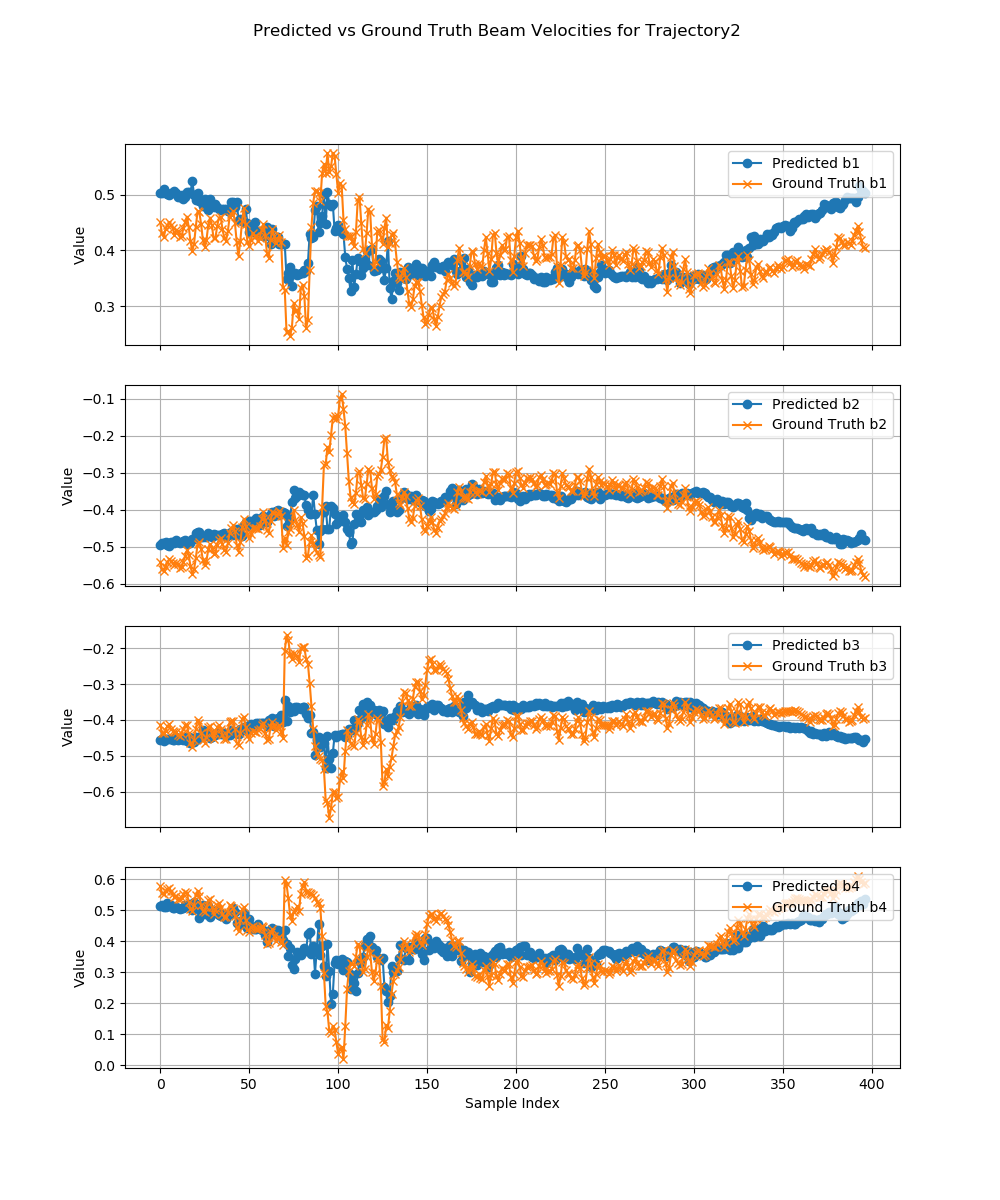 Predicted vs Ground Truth Beam Velocities for Trajectory2
Predicted b1
Ground Truth b1
0.5
0.4
0.3
Value
Predicted b2
Ground Truth b2
−0.1
−0.2
−0.3
−0.4
−0.5
−0.6
Value
Predicted b3
Ground Truth b3
−0.2
−0.3
−0.4
−0.5
−0.6
Value
Predicted b4
Ground Truth b4
0.6
0.5
0.4
0.3
0.2
0.1
0.0
Value
0 50 100 150 200 250 300 350 400
Sample Index